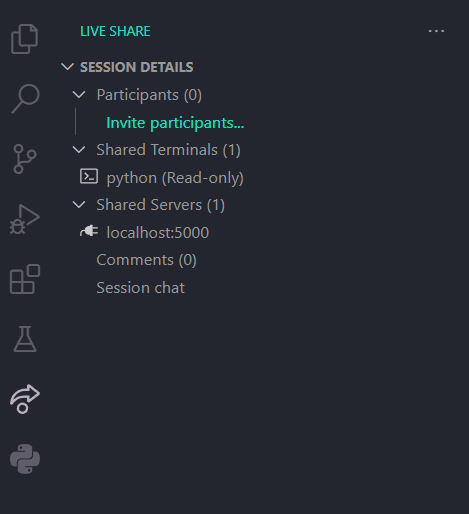 LIVE SHARE
SESSION DETAILS
Participants (0)
Invite participants...
Shared Terminals (1)
python (Read-only)
Shared Servers (1)
localhost:5000
Comments (0)
Session chat